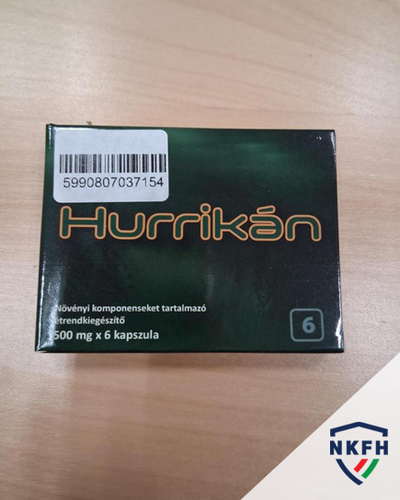 5990807037154
Hurrikán
Növényi komponenseket tartalmazó
étrendkiegészítő
500 mg x 6 kapszula
6
NKFH